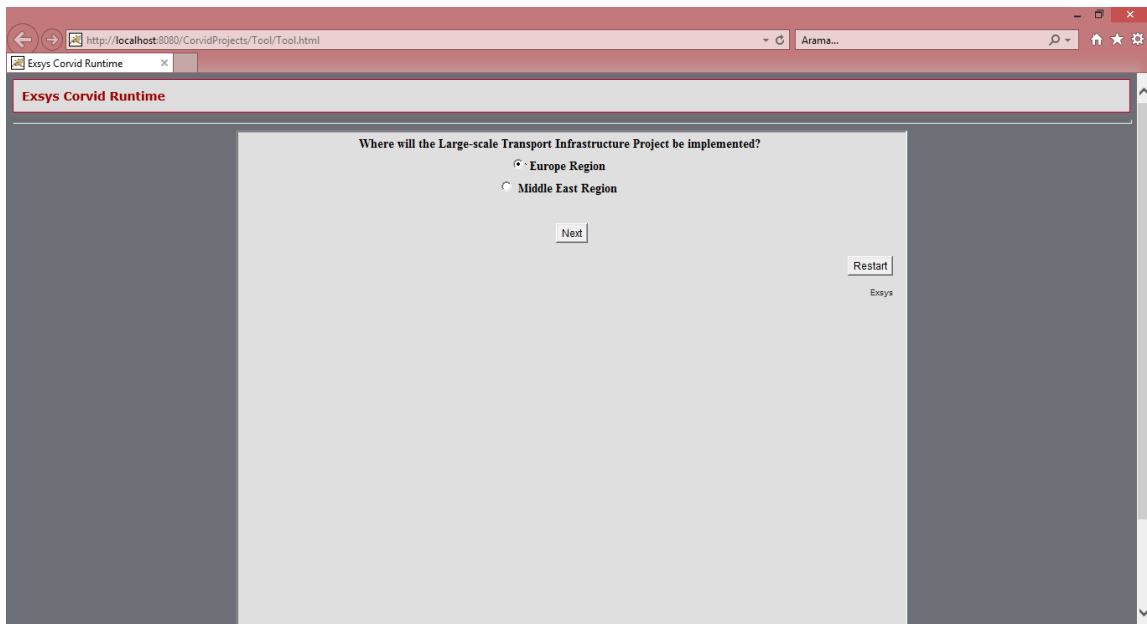 http://localhost:8080/CorvidProjects/Tool/Tool.html
Arama...
Exsys Corvid Runtime
Exsys Corvid Runtime
Where will the Large-scale Transport Infrastructure Project be implemented?
Europe Region
Middle East Region
Next
Restart
Exsys